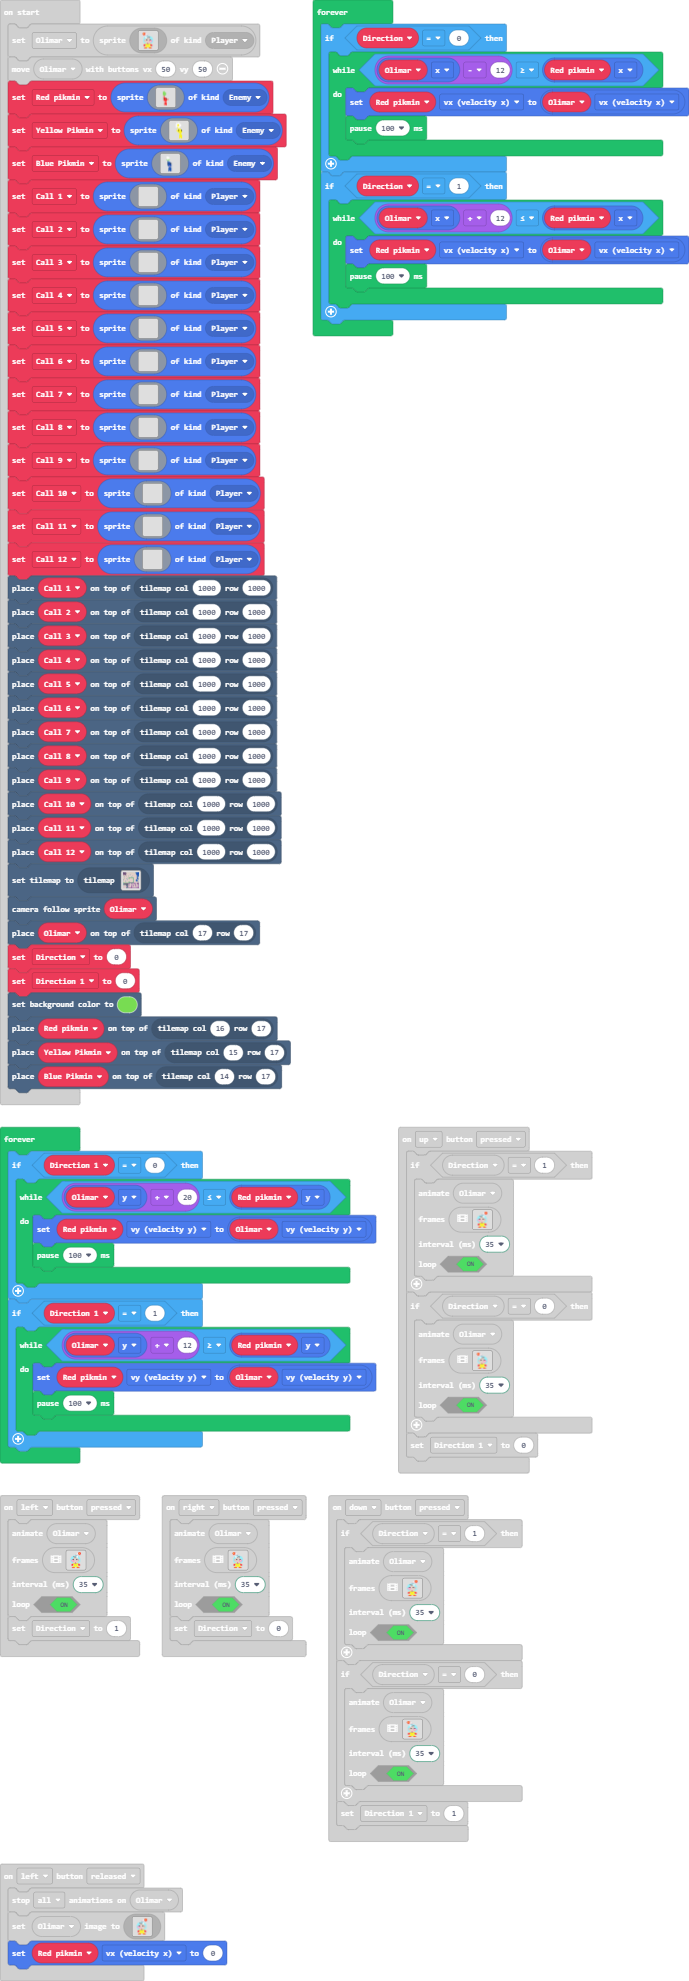 on start
set Olimar to sprite of kind Player
move Olimar with buttons vx 50 vy 50
set Red pikmin to sprite of kind Enemy
set Yellow Pikmin to sprite of kind Enemy
set Blue Pikmin to sprite of kind Enemy
set Call 1 to sprite of kind Player
set Call 2 to sprite of kind Player
set Call 3 to sprite of kind Player
set Call 4 to sprite of kind Player
set Call 5 to sprite of kind Player
set Call 6 to sprite of kind Player
set Call 7 to sprite of kind Player
set Call 8 to sprite of kind Player
set Call 9 to sprite of kind Player
set Call 10 to sprite of kind Player
set Call 11 to sprite of kind Player
set Call 12 to sprite of kind Player
place Call 1 on top of tilemap col 1000 row 1000
place Call 2 on top of tilemap col 1000 row 1000
place Call 3 on top of tilemap col 1000 row 1000
place Call 4 on top of tilemap col 1000 row 1000
place Call 5 on top of tilemap col 1000 row 1000
place Call 6 on top of tilemap col 1000 row 1000
place Call 7 on top of tilemap col 1000 row 1000
place Call 8 on top of tilemap col 1000 row 1000
place Call 9 on top of tilemap col 1000 row 1000
place Call 10 on top of tilemap col 1000 row 1000
place Call 11 on top of tilemap col 1000 row 1000
place Call 12 on top of tilemap col 1000 row 1000
set tilemap to tilemap
camera follow sprite Olimar
place Olimar on top of tilemap col 17 row 17
set Direction to 0
set Direction 1 to 0
set background color to
place Red pikmin on top of tilemap col 16 row 17
place Yellow Pikmin on top of tilemap col 15 row 17
place Blue Pikmin on top of tilemap col 14 row 17
forever
if Direction = 0 then
while Olimar x - 12 ≥ Red pikmin x
do
set Red pikmin vx (velocity x) to Olimar vx (velocity x)
pause 100 ms
if Direction = 1 then
while Olimar x + 12 ≤ Red pikmin x
do
set Red pikmin vx (velocity x) to Olimar vx (velocity x)
pause 100 ms
forever
if Direction 1 = 0 then
while Olimar y + 20 ≤ Red pikmin y
do
set Red pikmin vy (velocity y) to Olimar vy (velocity y)
pause 100 ms
if Direction 1 = 1 then
while Olimar y + 12 ≥ Red pikmin y
do
set Red pikmin vy (velocity y) to Olimar vy (velocity y)
pause 100 ms
on up button pressed
if Direction = 1 then
animate Olimar
frames
interval (ms) 35
loop ON
if Direction = 0 then
animate Olimar
frames
interval (ms) 35
loop ON
set Direction 1 to 0
on left button pressed
animate Olimar
frames
interval (ms) 35
loop ON
set Direction to 1
on right button pressed
animate Olimar
frames
interval (ms) 35
loop ON
set Direction to 0
on down button pressed
if Direction = 1 then
animate Olimar
frames
interval (ms) 35
loop ON
if Direction = 0 then
animate Olimar
frames
interval (ms) 35
loop ON
set Direction 1 to 1
on left button released
stop all animations on Olimar
set Olimar image to
set Red pikmin vx (velocity x) to 0